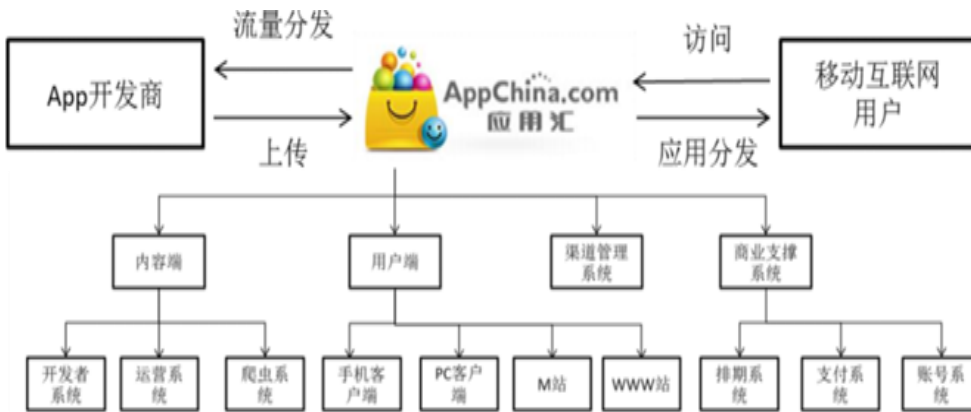 流量分发
访问
App开发商
AppChina.com
应用汇
移动互联网
用户
上传
应用分发
内容端
用户端
渠道管理
系统
商业支撑
系统
开发者
系统
运营系
统
爬虫系
统
手机客
户端
PC客户
端
M站
WWW站
排期系
统
支付系
统
账号系
统